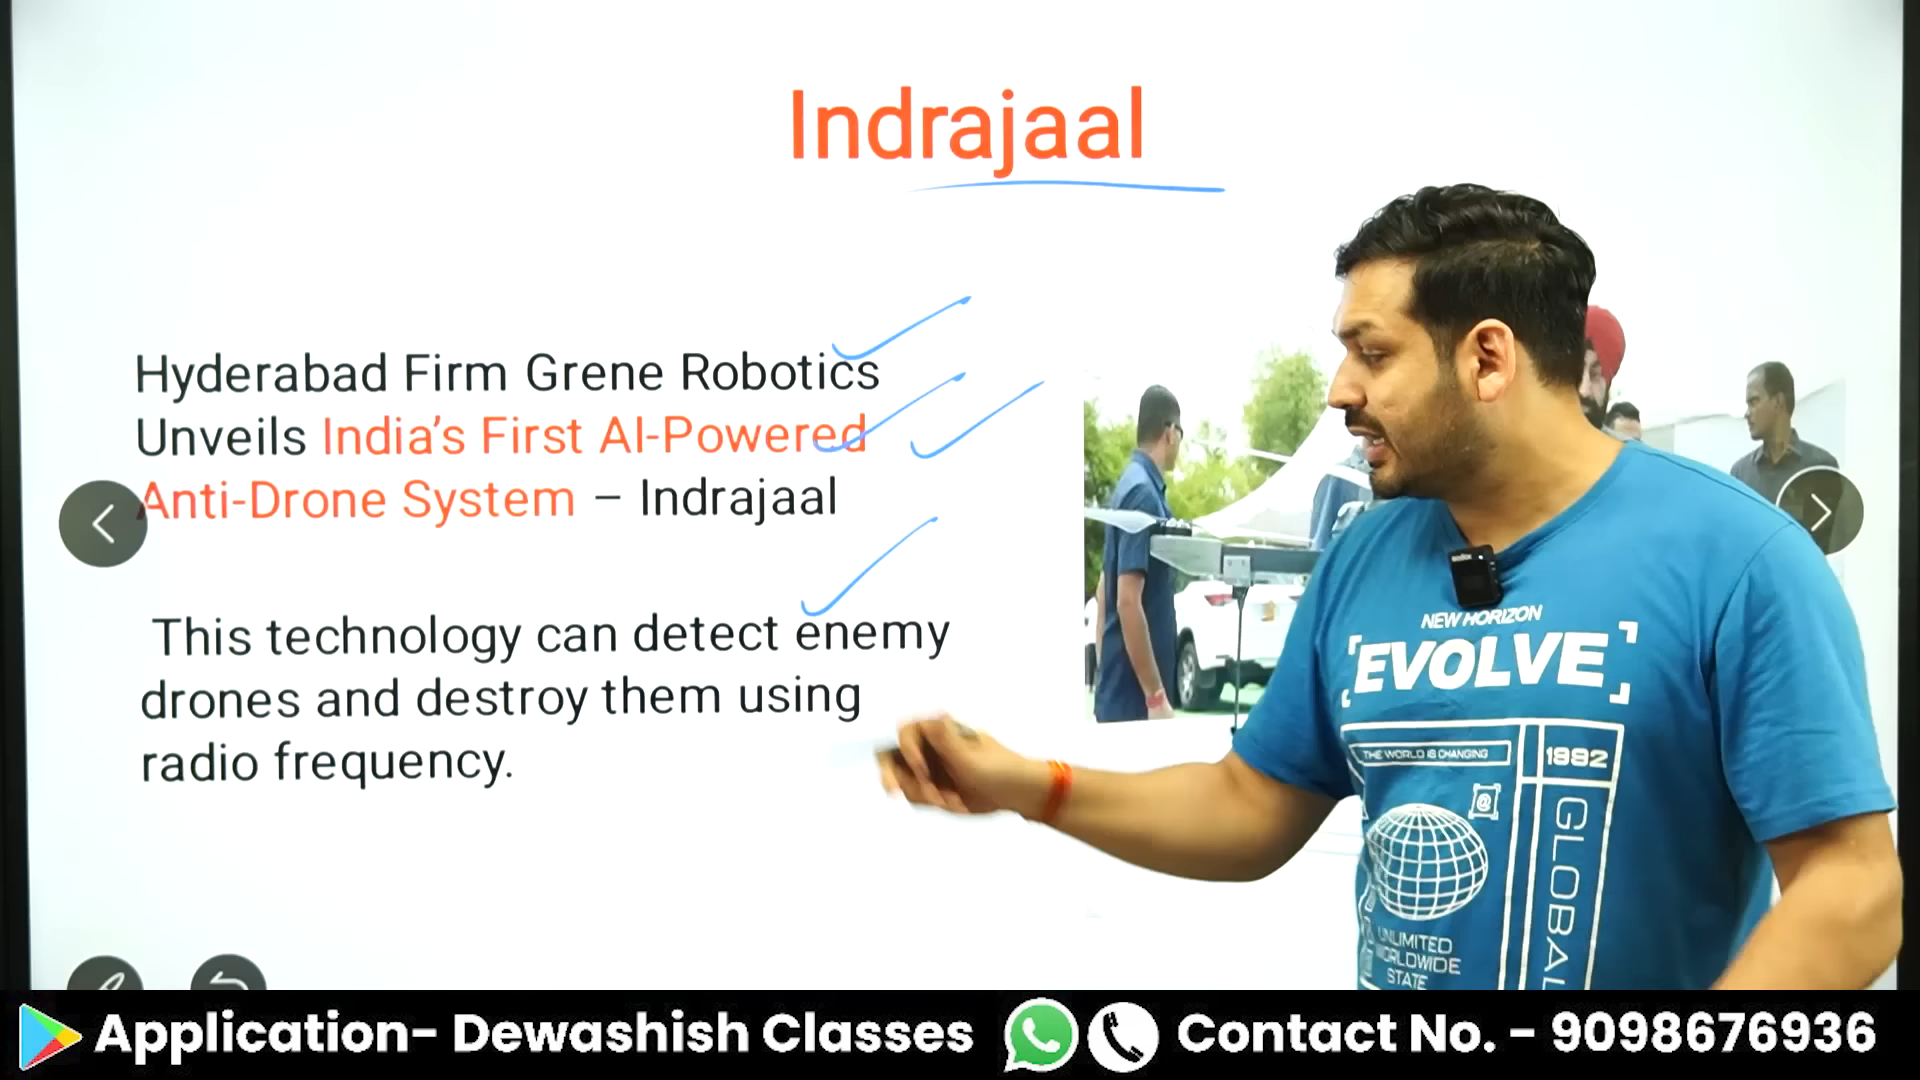 Indrajaal
Hyderabad Firm Grene Robotics
Unveils India's First AI-Powered
Anti-Drone System – Indrajaal
This technology can detect enemy
drones and destroy them using
radio frequency.
NEW HORIZON
EVOLVE
THE WORLD IS CHANGING
1992
@
GLOBAL
UNLIMITED
WORLDWIDE
STATE
Application- Dewashish Classes
Contact No. - 9098676936